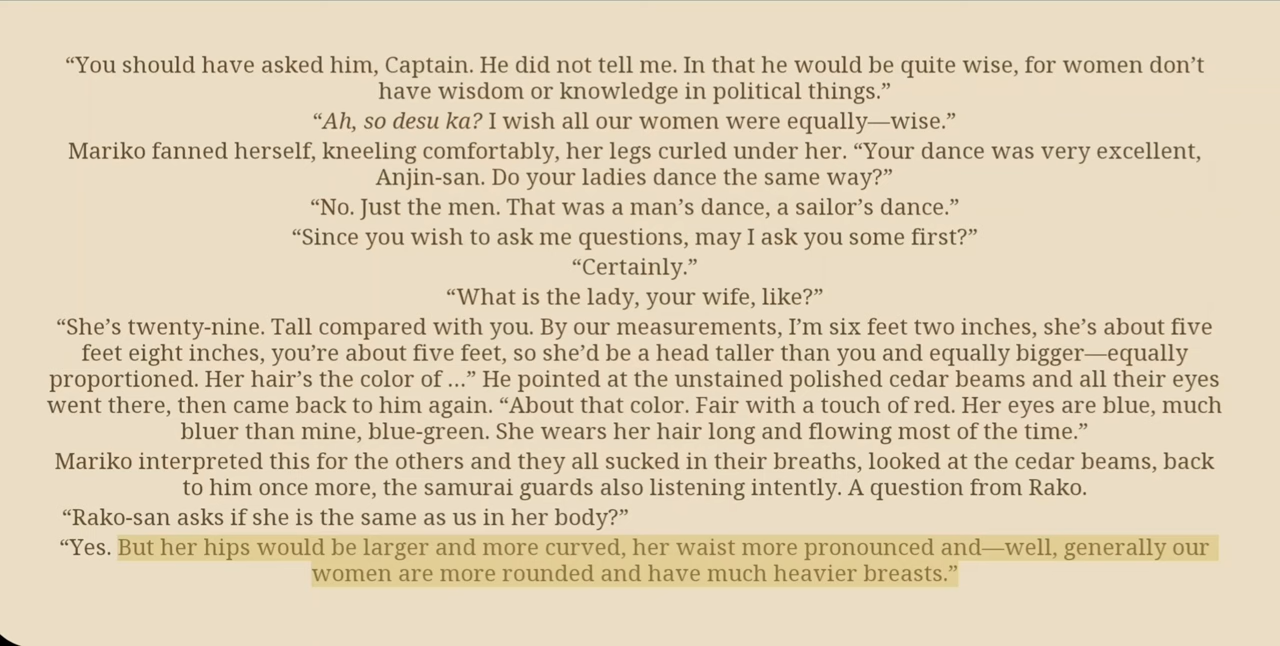 “You should have asked him, Captain. He did not tell me. In that he would be quite wise, for women don’t
have wisdom or knowledge in political things.”
“Ah, so desu ka? I wish all our women were equally—wise.”
Mariko fanned herself, kneeling comfortably, her legs curled under her. “Your dance was very excellent,
Anjin-san. Do your ladies dance the same way?”
“No. Just the men. That was a man’s dance, a sailor’s dance.”
“Since you wish to ask me questions, may I ask you some first?”
“Certainly.”
“What is the lady, your wife, like?”
“She’s twenty-nine. Tall compared with you. By our measurements, I’m six feet two inches, she’s about five
feet eight inches, you’re about five feet, so she’d be a head taller than you and equally bigger—equally
proportioned. Her hair’s the color of ...” He pointed at the unstained polished cedar beams and all their eyes
went there, then came back to him again. “About that color. Fair with a touch of red. Her eyes are blue, much
bluer than mine, blue-green. She wears her hair long and flowing most of the time.”
Mariko interpreted this for the others and they all sucked in their breaths, looked at the cedar beams, back
to him once more, the samurai guards also listening intently. A question from Rako.
“Rako-san asks if she is the same as us in her body?”
“Yes. But her hips would be larger and more curved, her waist more pronounced and—well, generally our
women are more rounded and have much heavier breasts.”